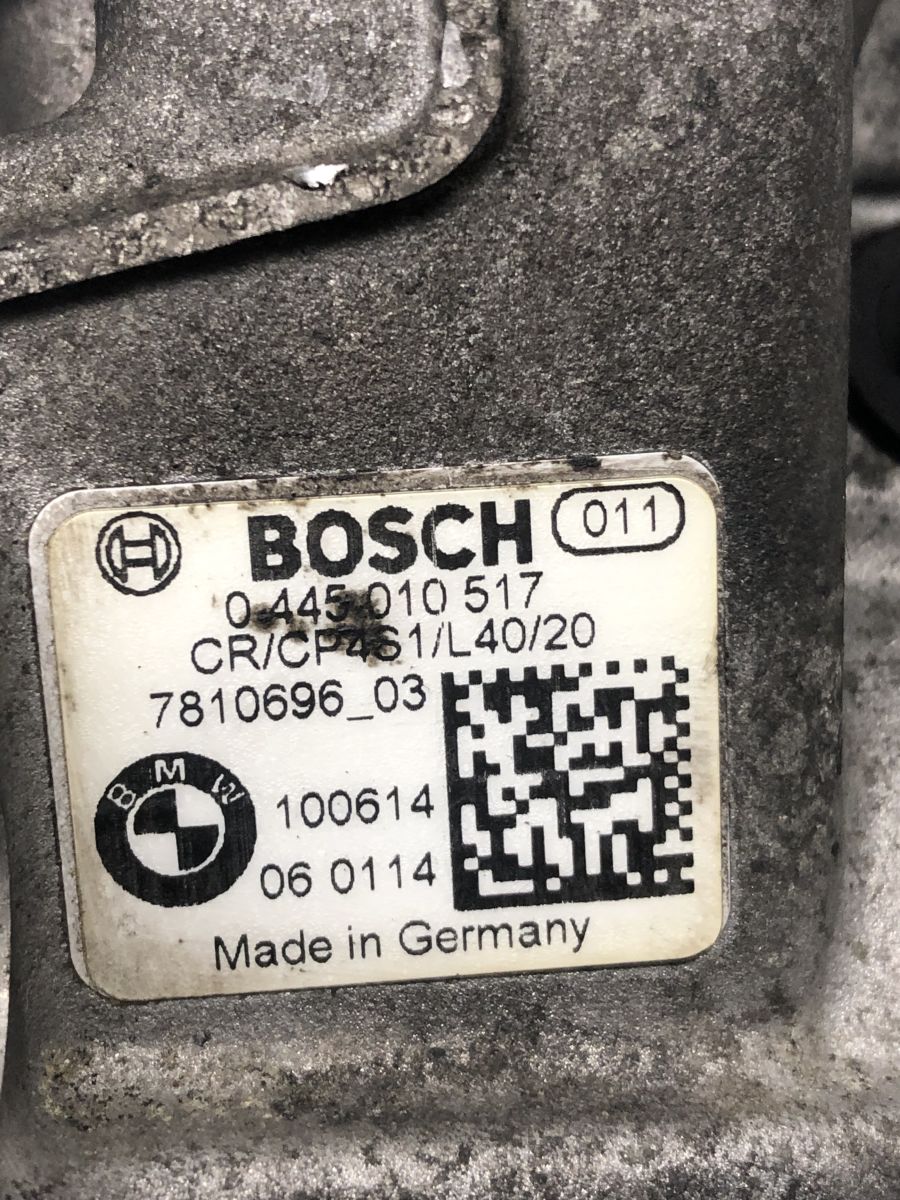 BOSCH 011
0 445 010 517
CR/CP4S1/L40/20
7810696_03
BMW
100614
06 0114
Made in Germany